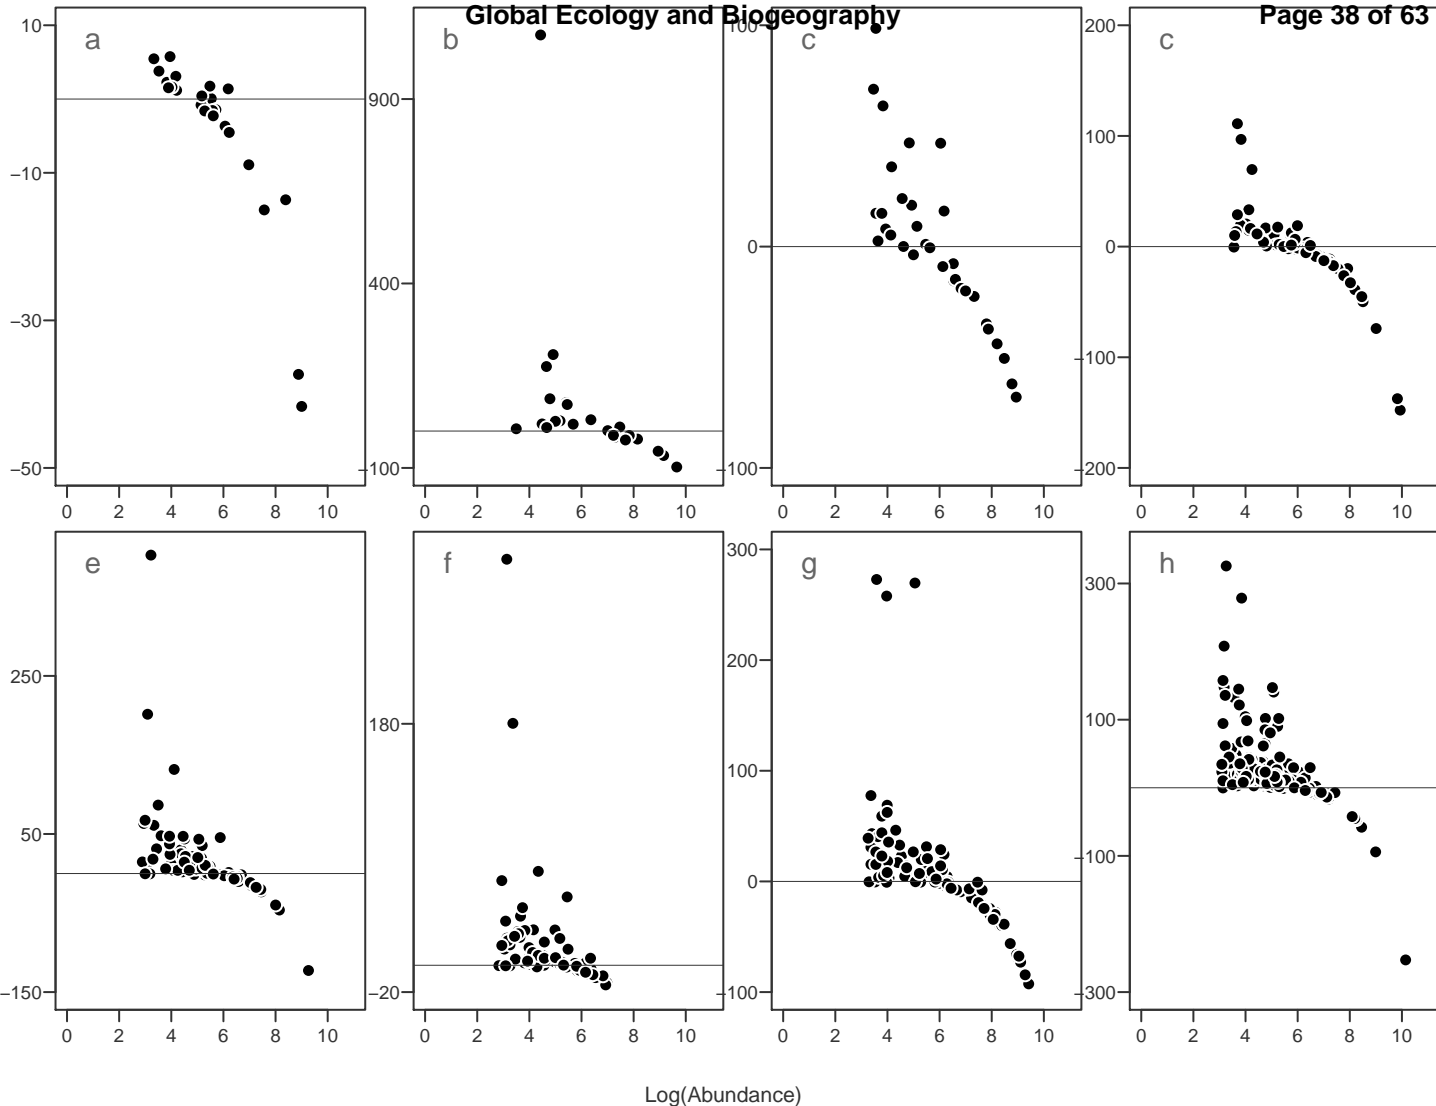 Global Ecology and Biogeography
Page 38 of 63
a
10
−10
−30
−50
0 2 4 6 8 10
b
900
400
−100
0 2 4 6 8 10
c
100
0
−100
0 2 4 6 8 10
c
200
100
0
−100
−200
0 2 4 6 8 10
e
250
50
−150
0 2 4 6 8 10
f
180
−20
0 2 4 6 8 10
g
300
200
100
0
−100
0 2 4 6 8 10
h
300
100
−100
−300
0 2 4 6 8 10
Log(Abundance)